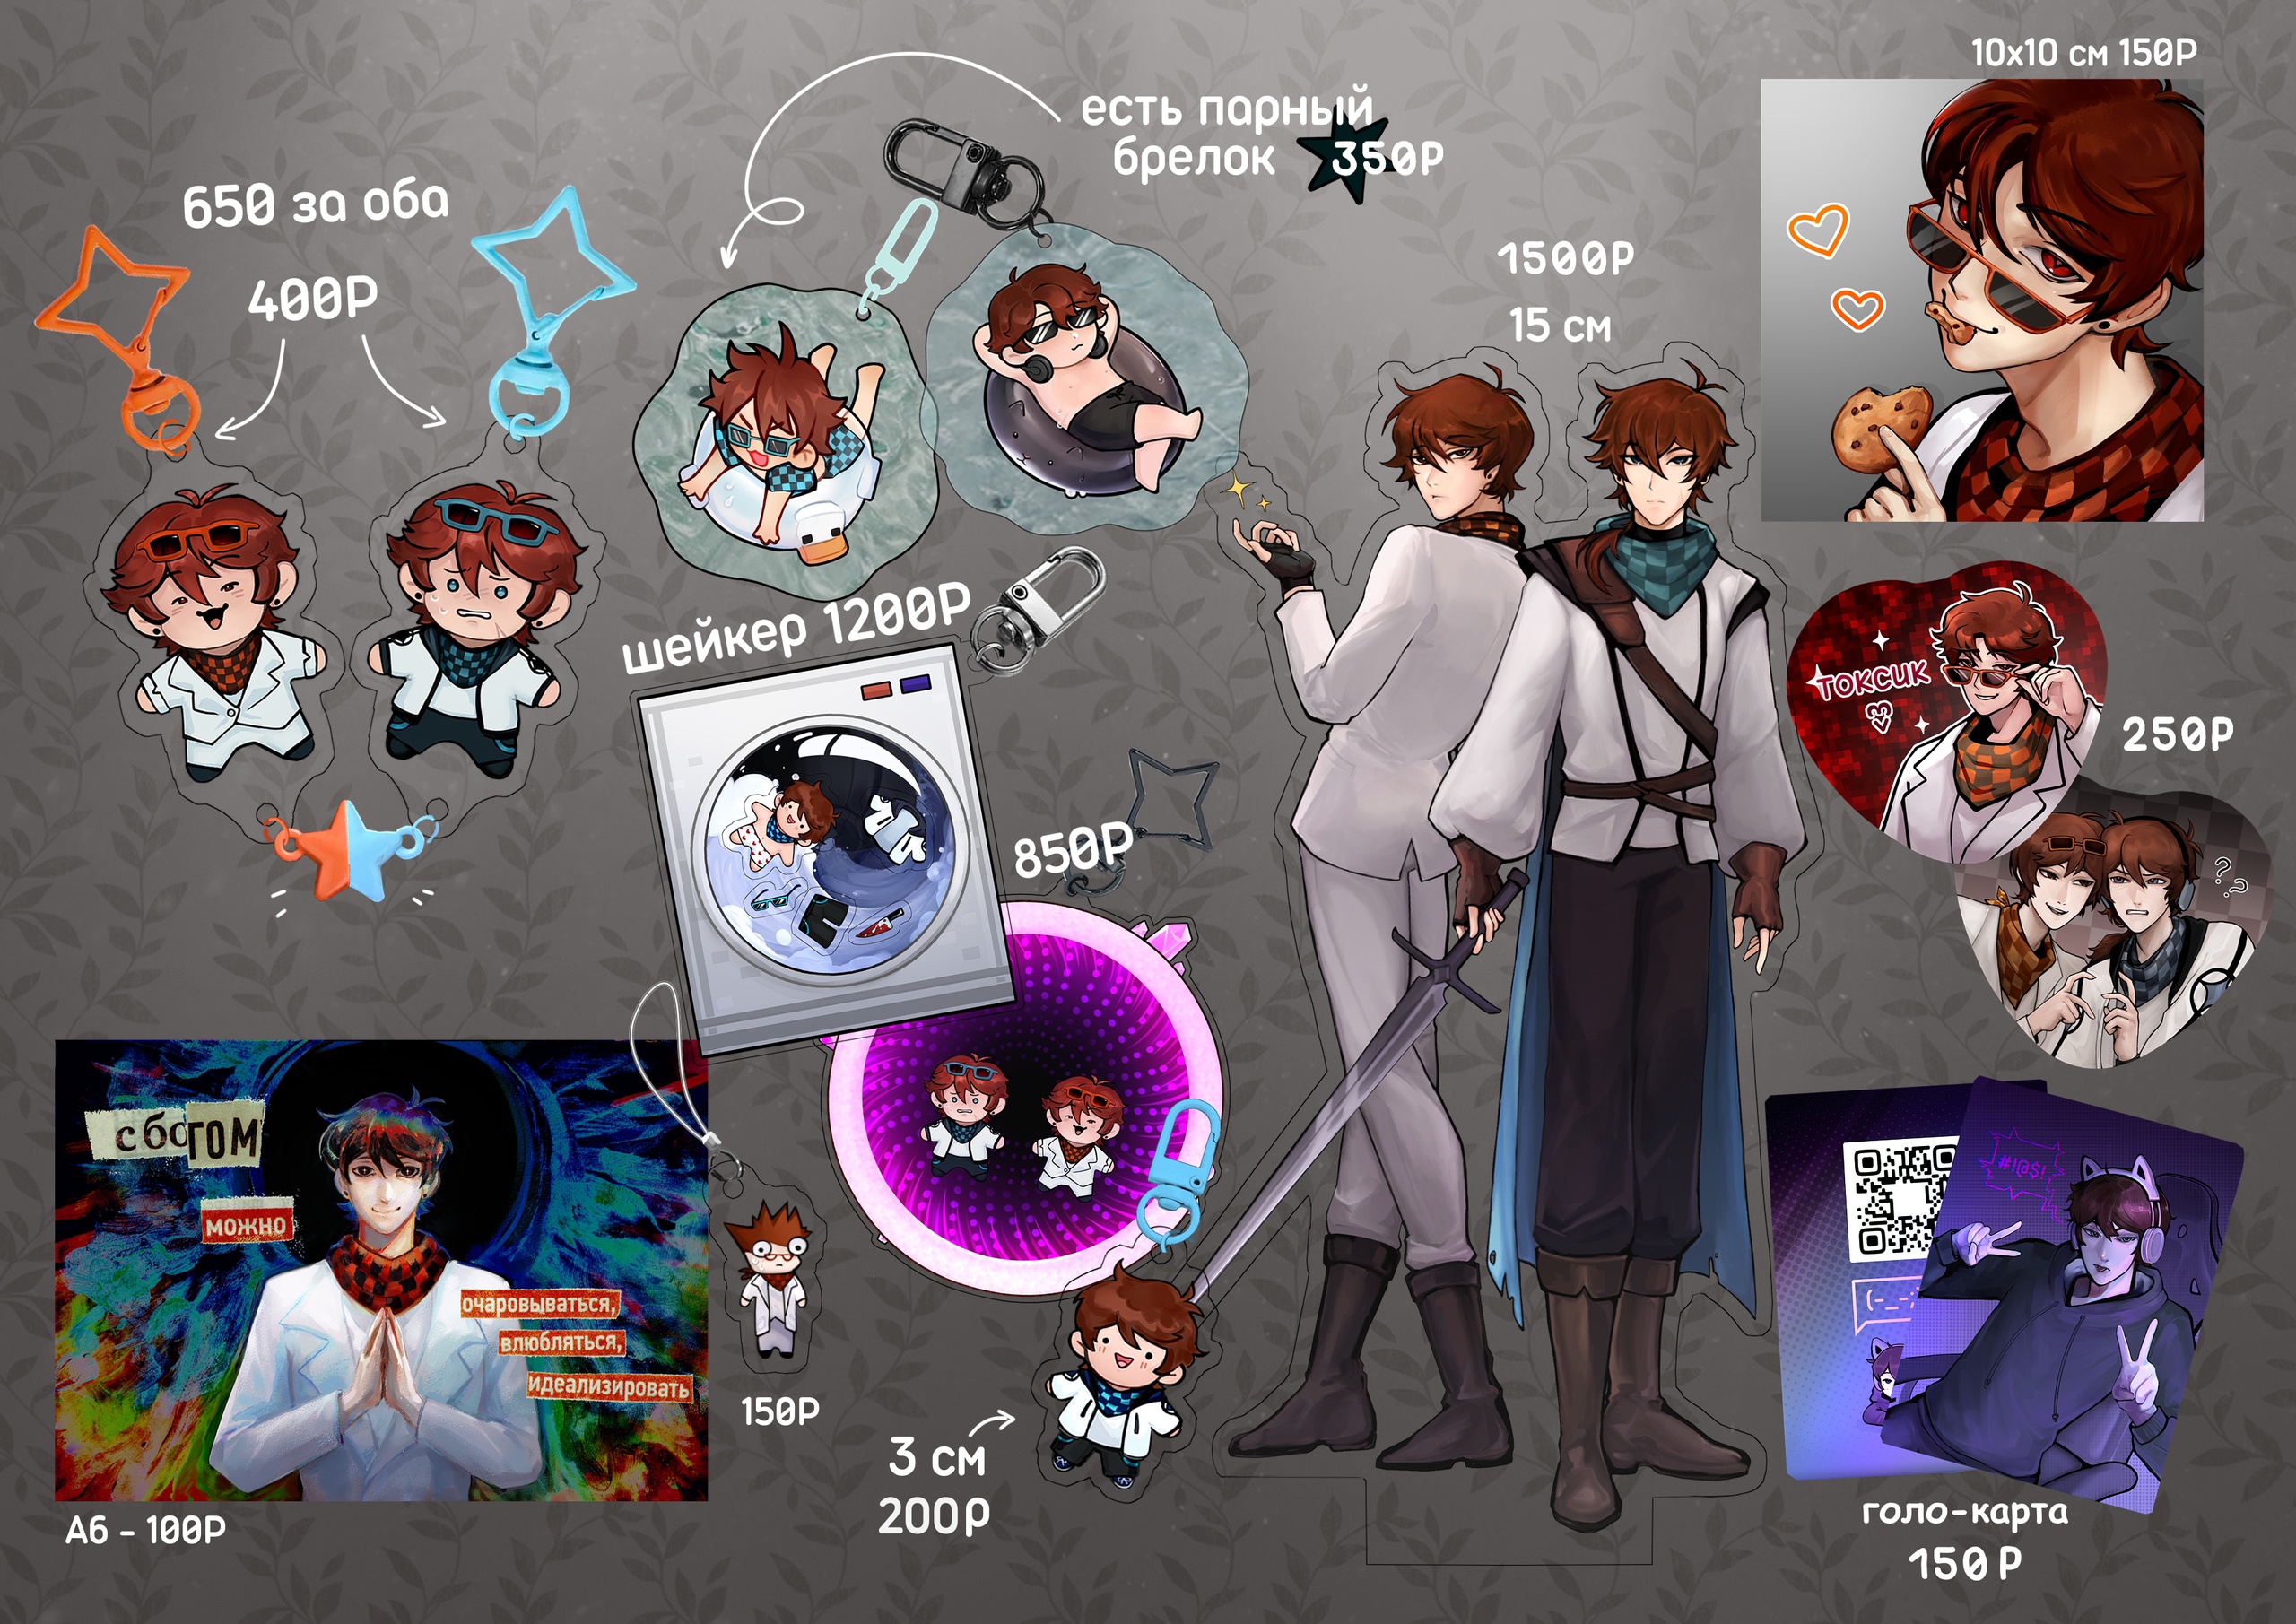 10x10 см 150Р
есть парный
брелок 350Р
650 за оба
400Р
1500Р
15 см
шейкер 1200Р
ТОКСИК
250Р
850Р
? ?
с богом
можно
очаровываться,
влюбляться,
идеализировать
#!@$!
150Р
3 см
200Р
А6 - 100Р
голо-карта
150 Р